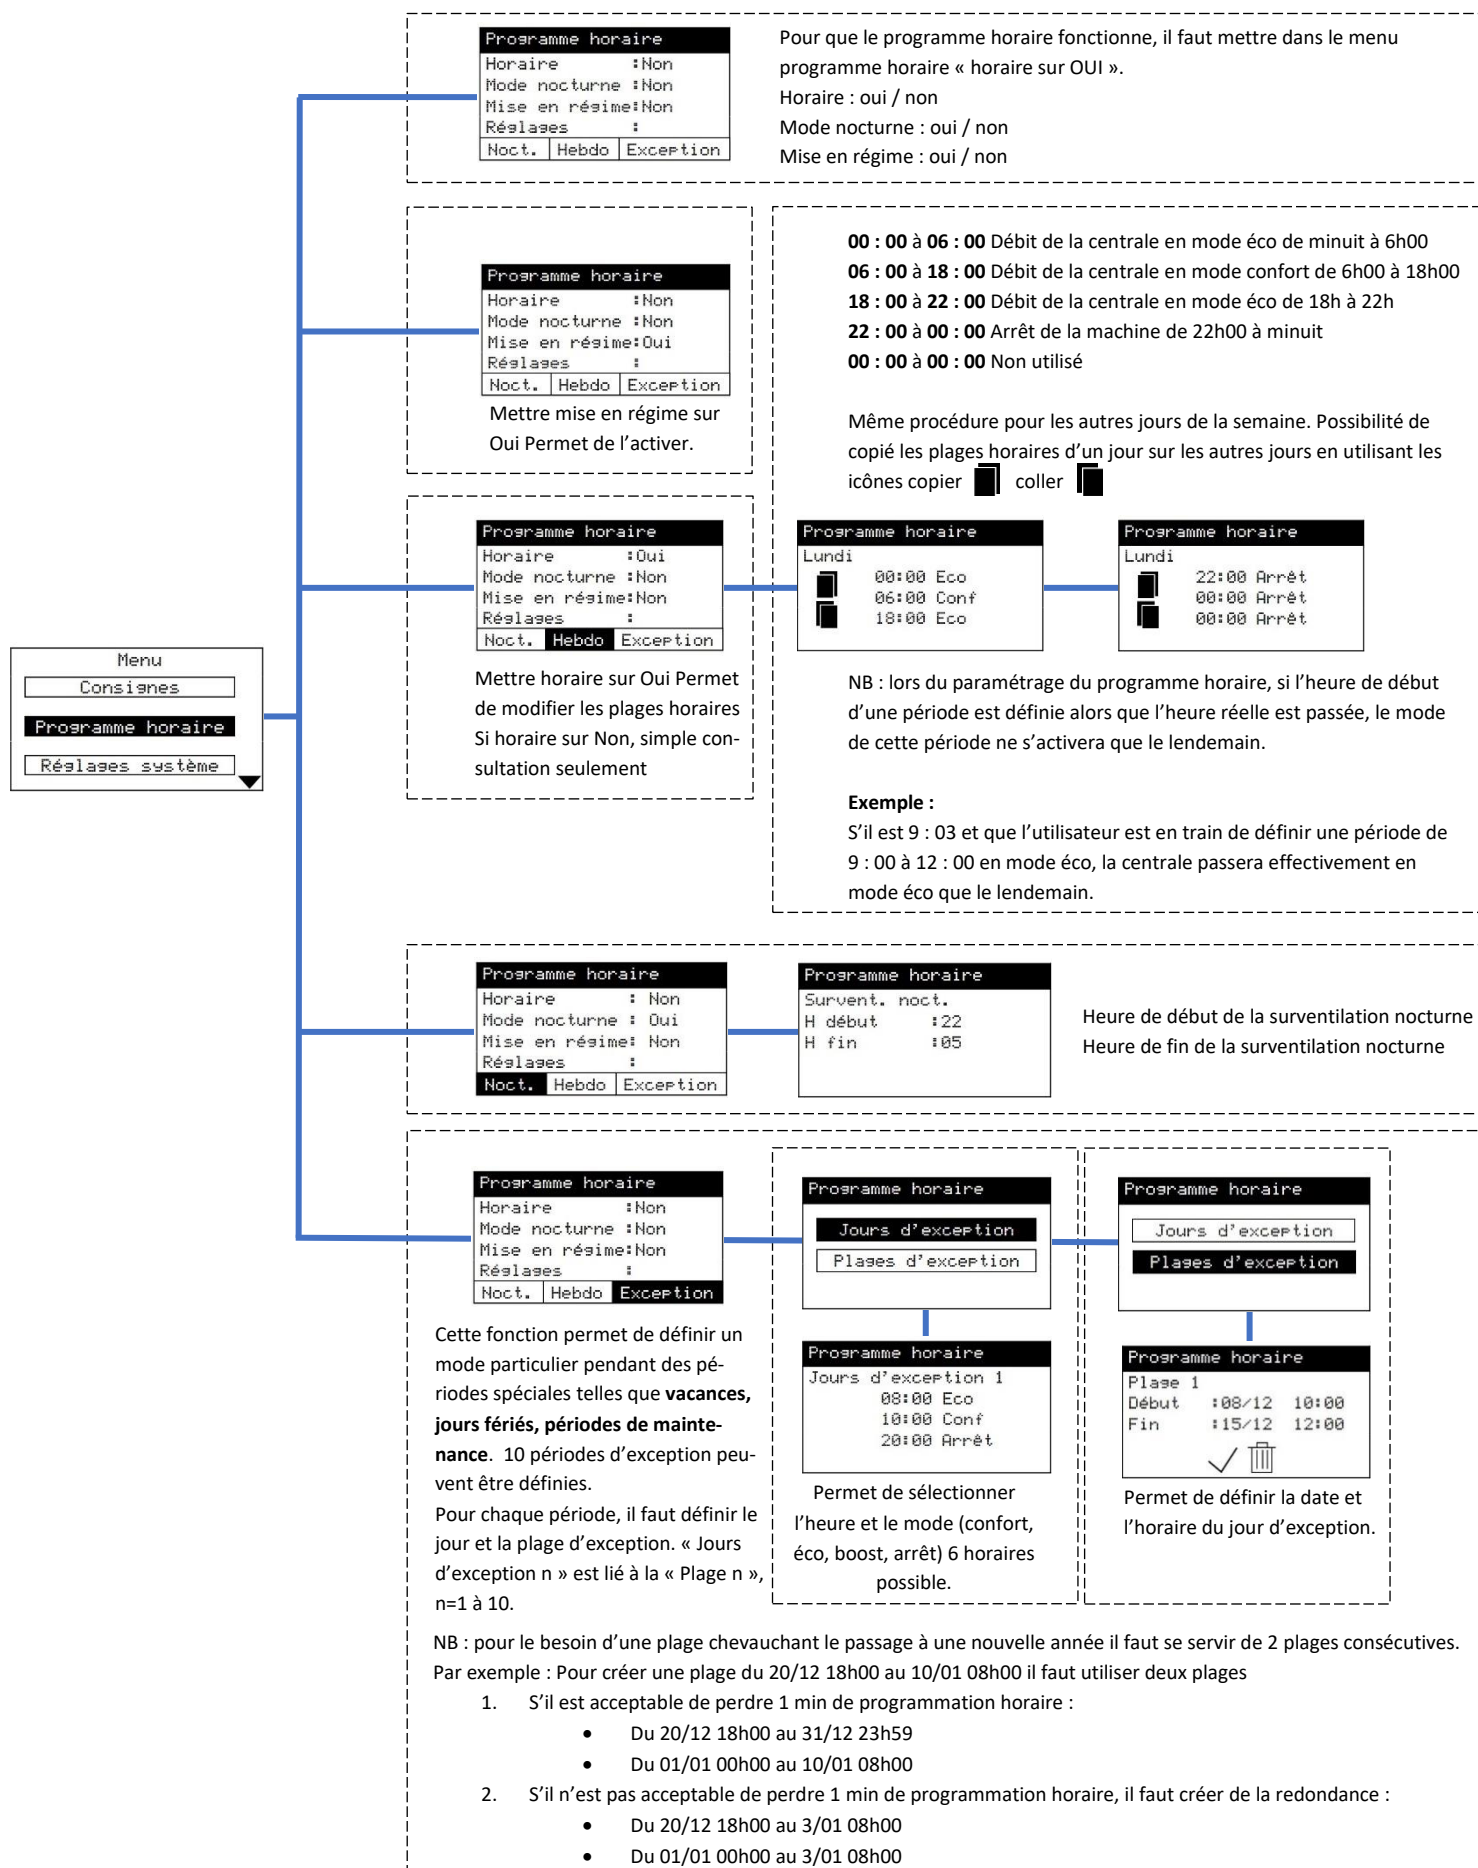 Programme horaire
Horaire :Non
Mode nocturne :Non
Mise en régime:Non
Réglages :
Noct. Hebdo Exception
Pour que le programme horaire fonctionne, il faut mettre dans le menu
programme horaire « horaire sur OUI ».
Horaire : oui / non
Mode nocturne : oui / non
Mise en régime : oui / non
Programme horaire
Horaire :Non
Mode nocturne :Non
Mise en régime:Oui
Réglages :
Noct. Hebdo Exception
Mettre mise en régime sur
Oui Permet de l’activer.
00 : 00 à 06 : 00 Débit de la centrale en mode éco de minuit à 6h00
06 : 00 à 18 : 00 Débit de la centrale en mode confort de 6h00 à 18h00
18 : 00 à 22 : 00 Débit de la centrale en mode éco de 18h à 22h
22 : 00 à 00 : 00 Arrêt de la machine de 22h00 à minuit
00 : 00 à 00 : 00 Non utilisé
Même procédure pour les autres jours de la semaine. Possibilité de
copié les plages horaires d’un jour sur les autres jours en utilisant les
icônes copier coller
Programme horaire
Horaire :Oui
Mode nocturne :Non
Mise en régime:Non
Réglages :
Noct. Hebdo Exception
Mettre horaire sur Oui Permet
de modifier les plages horaires
Si horaire sur Non, simple con-
sultation seulement
Programme horaire
Lundi
00:00 Eco
06:00 Conf
18:00 Eco
Programme horaire
Lundi
22:00 Arrêt
00:00 Arrêt
00:00 Arrêt
NB : lors du paramétrage du programme horaire, si l’heure de début
d’une période est définie alors que l’heure réelle est passée, le mode
de cette période ne s’activera que le lendemain.
Exemple :
S’il est 9 : 03 et que l’utilisateur est en train de définir une période de
9 : 00 à 12 : 00 en mode éco, la centrale passera effectivement en
mode éco que le lendemain.
Menu
Consignes
Programme horaire
Réglages système
Programme horaire
Horaire : Non
Mode nocturne : Oui
Mise en régime: Non
Réglages :
Noct. Hebdo Exception
Programme horaire
Survent. noct.
H début :22
H fin :05
Heure de début de la surventilation nocturne
Heure de fin de la surventilation nocturne
Programme horaire
Horaire :Non
Mode nocturne :Non
Mise en régime:Non
Réglages :
Noct. Hebdo Exception
Cette fonction permet de définir un
mode particulier pendant des pé-
riodes spéciales telles que vacances,
jours fériés, périodes de mainte-
nance. 10 périodes d’exception peu-
vent être définies.
Pour chaque période, il faut définir le
jour et la plage d’exception. « Jours
d’exception n » est lié à la « Plage n »,
n=1 à 10.
Programme horaire
Jours d’exception
Plages d’exception
Programme horaire
Jours d’exception 1
08:00 Eco
10:00 Conf
20:00 Arrêt
Permet de sélectionner
l’heure et le mode (confort,
éco, boost, arrêt) 6 horaires
possible.
Programme horaire
Jours d’exception
Plages d’exception
Programme horaire
Plage 1
Début :08/12 10:00
Fin :15/12 12:00
Permet de définir la date et
l’horaire du jour d’exception.
NB : pour le besoin d’une plage chevauchant le passage à une nouvelle année il faut se servir de 2 plages consécutives.
Par exemple : Pour créer une plage du 20/12 18h00 au 10/01 08h00 il faut utiliser deux plages
1. S’il est acceptable de perdre 1 min de programmation horaire :
• Du 20/12 18h00 au 31/12 23h59
• Du 01/01 00h00 au 10/01 08h00
2. S’il n’est pas acceptable de perdre 1 min de programmation horaire, il faut créer de la redondance :
• Du 20/12 18h00 au 3/01 08h00
• Du 01/01 00h00 au 3/01 08h00